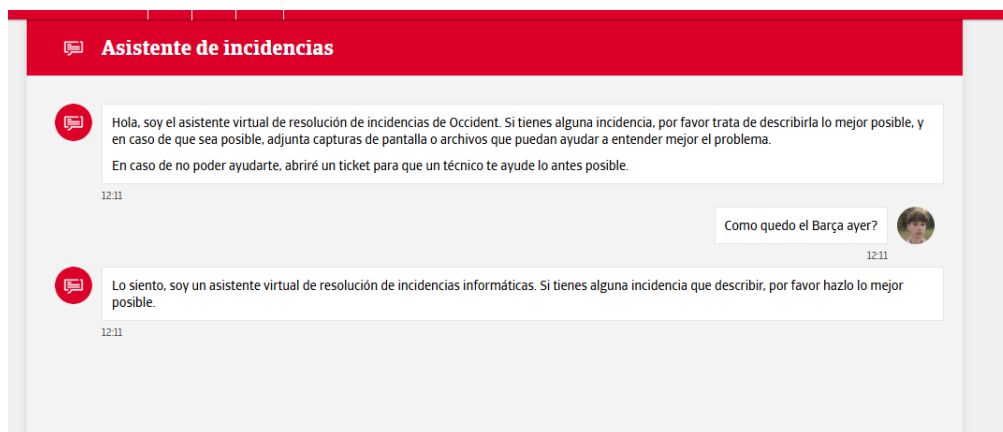 Asistente de incidencias
Hola, soy el asistente virtual de resolución de incidencias de Occident. Si tienes alguna incidencia, por favor trata de describirla lo mejor posible, y
en caso de que sea posible, adjunta capturas de pantalla o archivos que puedan ayudar a entender mejor el problema.
En caso de no poder ayudarte, abriré un ticket para que un técnico te ayude lo antes posible.
12:11
Como quedo el Barça ayer?
12:11
Lo siento, soy un asistente virtual de resolución de incidencias informáticas. Si tienes alguna incidencia que describir, por favor hazlo lo mejor
posible.
12:11